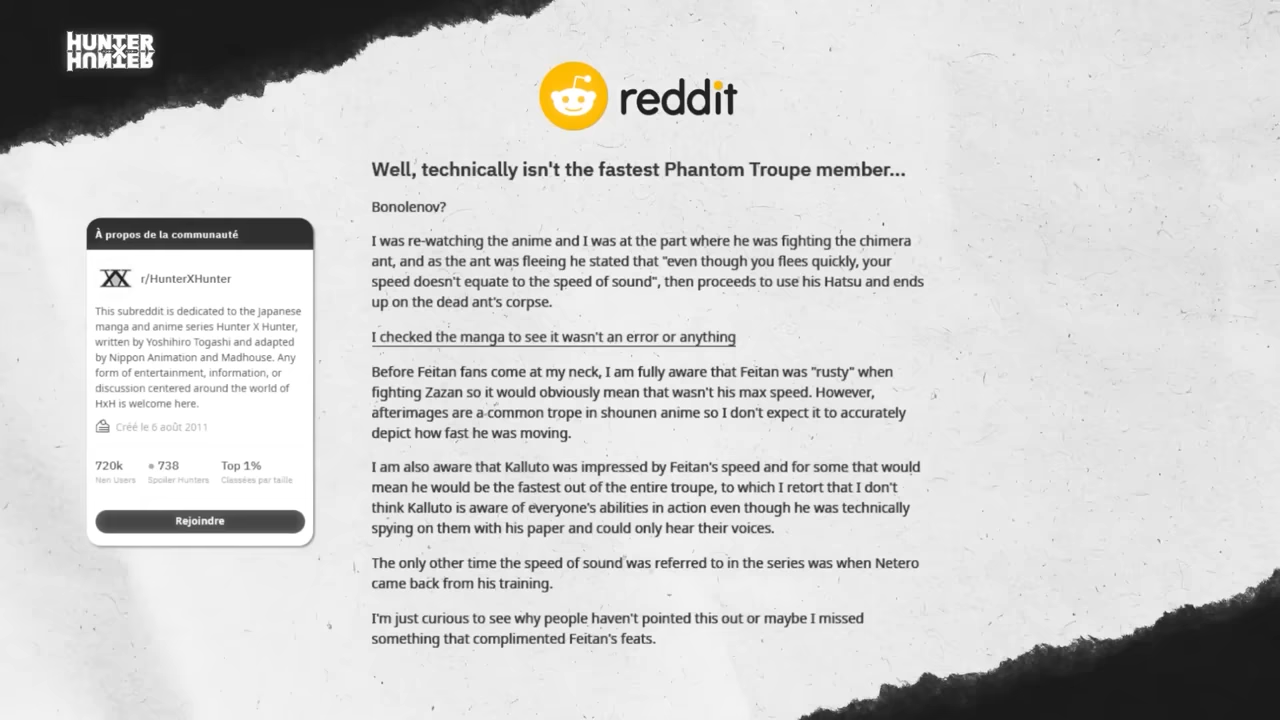 HUNTER
X
HUNTER
reddit
Well, technically isn't the fastest Phantom Troupe member...
Bonolenov?
I was re-watching the anime and I was at the part where he was fighting the chimera
ant, and as the ant was fleeing he stated that "even though you flees quickly, your
speed doesn't equate to the speed of sound", then proceeds to use his Hatsu and ends
up on the dead ant's corpse.
I checked the manga to see it wasn't an error or anything
Before Feitan fans come at my neck, I am fully aware that Feitan was "rusty" when
fighting Zazan so it would obviously mean that wasn't his max speed. However,
afterimages are a common trope in shounen anime so I don't expect it to accurately
depict how fast he was moving.
I am also aware that Kalluto was impressed by Feitan's speed and for some that would
mean he would be the fastest out of the entire troupe, to which I retort that I don't
think Kalluto is aware of everyone's abilities in action even though he was technically
spying on them with his paper and could only hear their voices.
The only other time the speed of sound was referred to in the series was when Netero
came back from his training.
I'm just curious to see why people haven't pointed this out or maybe I missed
something that complimented Feitan's feats.
À propos de la communauté
r/HunterXHunter
This subreddit is dedicated to the Japanese
manga and anime series Hunter X Hunter,
written by Yoshihiro Togashi and adapted
by Nippon Animation and Madhouse. Any
form of entertainment, information, or
discussion centered around the world of
HxH is welcome here.
Créé le 6 août 2011
720k 738 Top 1%
Nen Users Spoiler Hunters Classées par taille
Rejoindre